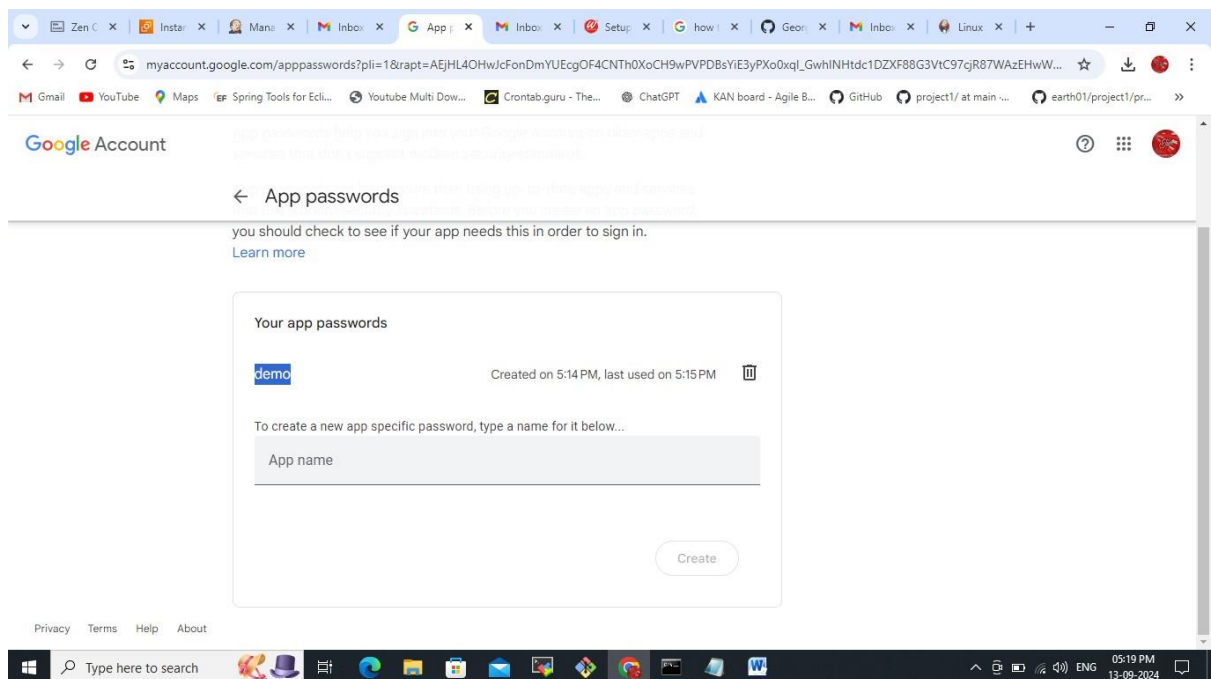 Zen C
Instar
Mana
Inbox
App p
Inbox
Setup
how t
Georg
Inbox
Linux
myaccount.google.com/apppasswords?pli=1&rapt=AEjHL4OHwJcFonDmYUEcgOF4CNTh0XoCH9wPVPDBsYiE3yPXo0xql_GwhINHtdc1DZXF88G3VtC97cjR87WAzEHwW...
Gmail
YouTube
Maps
Spring Tools for Ecli...
Youtube Multi Dow...
Crontab.guru - The...
ChatGPT
KAN board - Agile B...
GitHub
project1/ at main ·...
earth01/project1/pr...
Google Account
App passwords
you should check to see if your app needs this in order to sign in.
Learn more
Your app passwords
demo
Created on 5:14 PM, last used on 5:15 PM
To create a new app specific password, type a name for it below...
App name
Create
Privacy Terms Help About
Type here to search
ENG
05:19 PM
13-09-2024